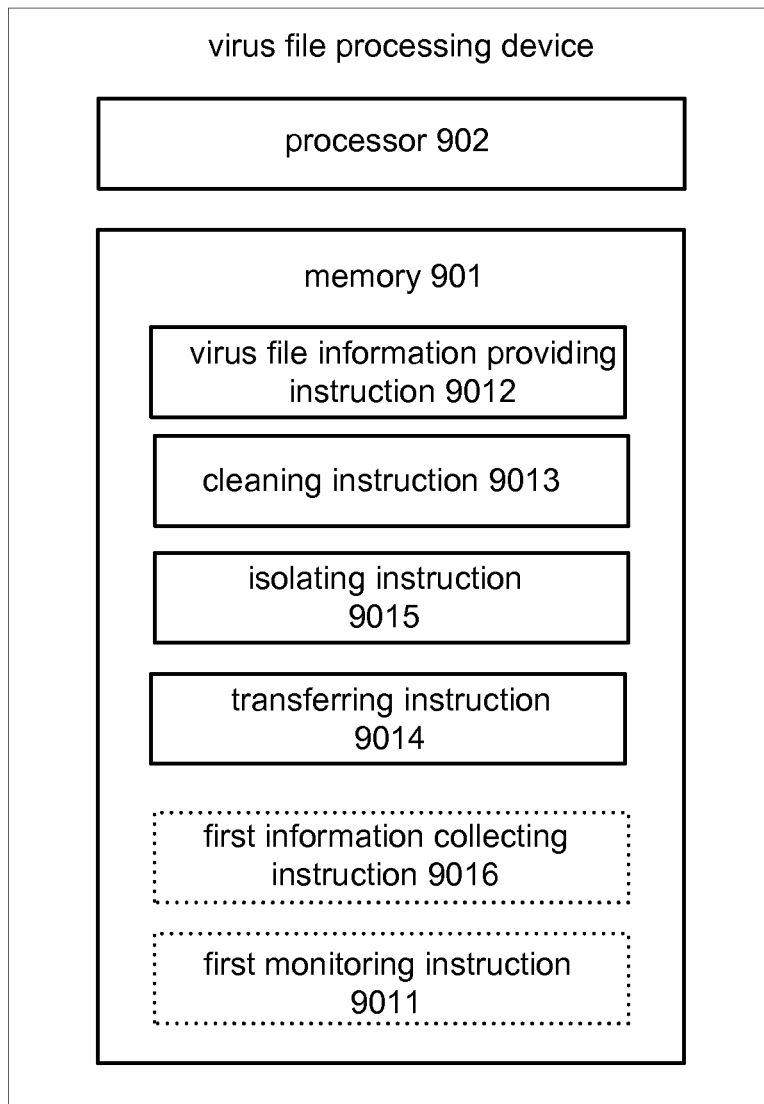 virus file processing device
processor 902
memory 901
virus file information providing
instruction 9012
cleaning instruction 9013
isolating instruction
9015
transferring instruction
9014
first information collecting
instruction 9016
first monitoring instruction
9011